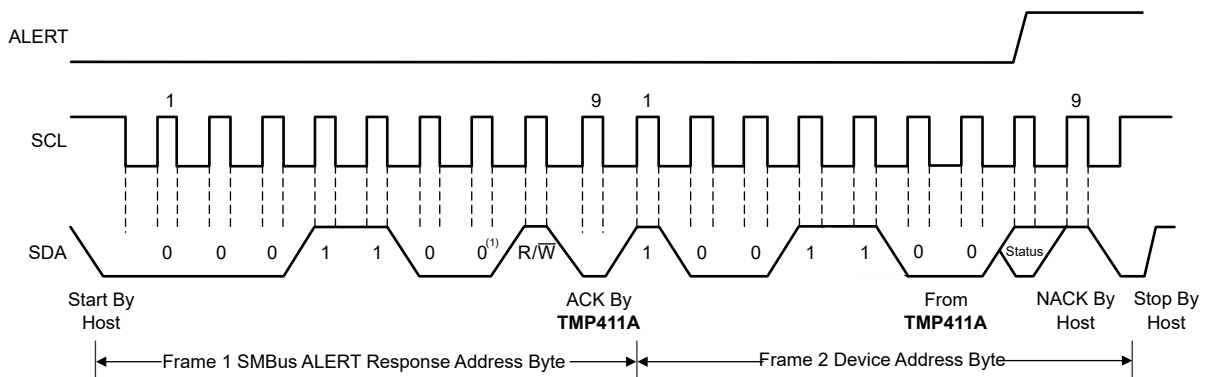 ALERT
1 9 1 9
SCL
SDA 0 0 0 1 1 0 0(1) R/W 1 0 0 1 1 0 0 Status
Start By ACK By From NACK By Stop By
Host TMP411A TMP411A Host Host
Frame 1 SMBus ALERT Response Address Byte Frame 2 Device Address Byte